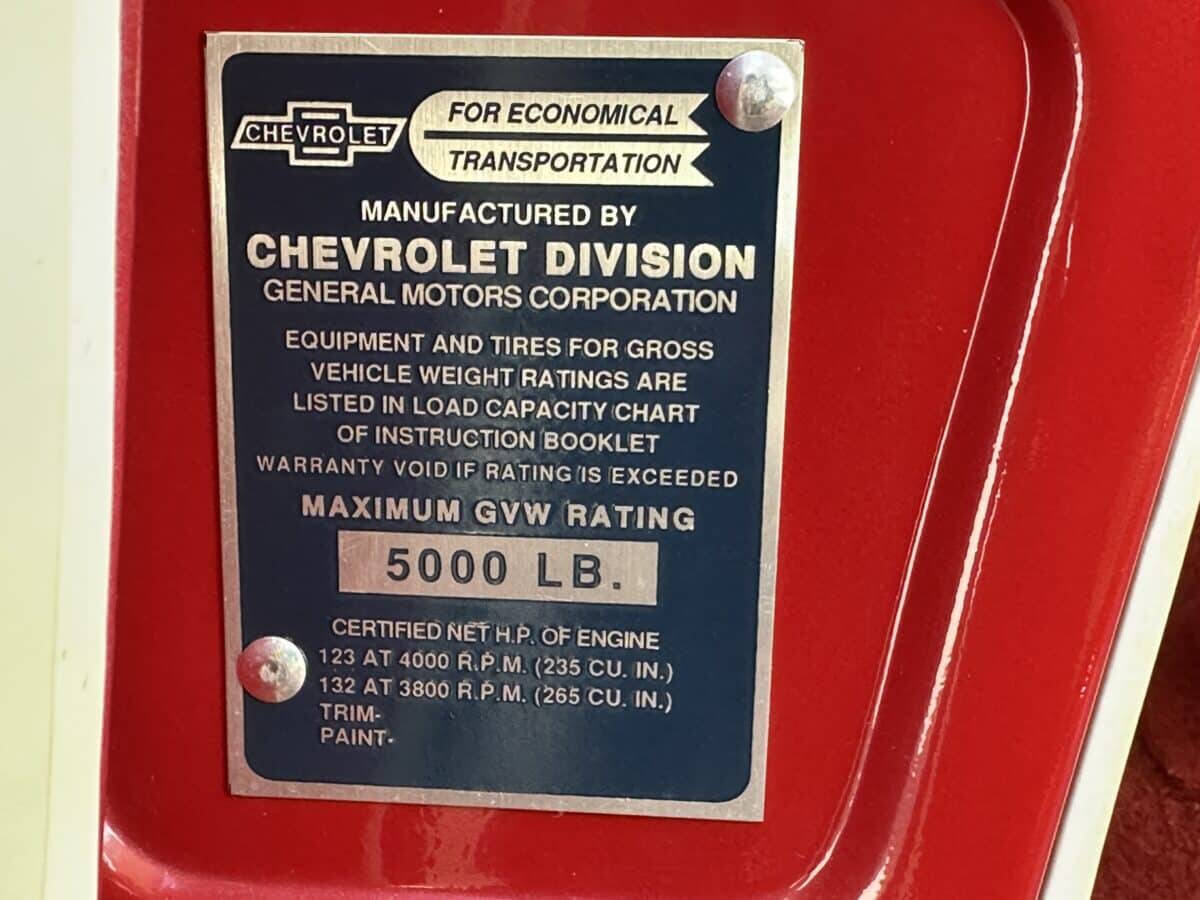 CHEVROLET
FOR ECONOMICAL
TRANSPORTATION
MANUFACTURED BY
CHEVROLET DIVISION
GENERAL MOTORS CORPORATION
EQUIPMENT AND TIRES FOR GROSS
VEHICLE WEIGHT RATINGS ARE
LISTED IN LOAD CAPACITY CHART
OF INSTRUCTION BOOKLET
WARRANTY VOID IF RATING IS EXCEEDED
MAXIMUM GVW RATING
5000 LB.
CERTIFIED NET H.P. OF ENGINE
123 AT 4000 R.P.M. (235 CU. IN.)
132 AT 3800 R.P.M. (265 CU. IN.)
TRIM-
PAINT-